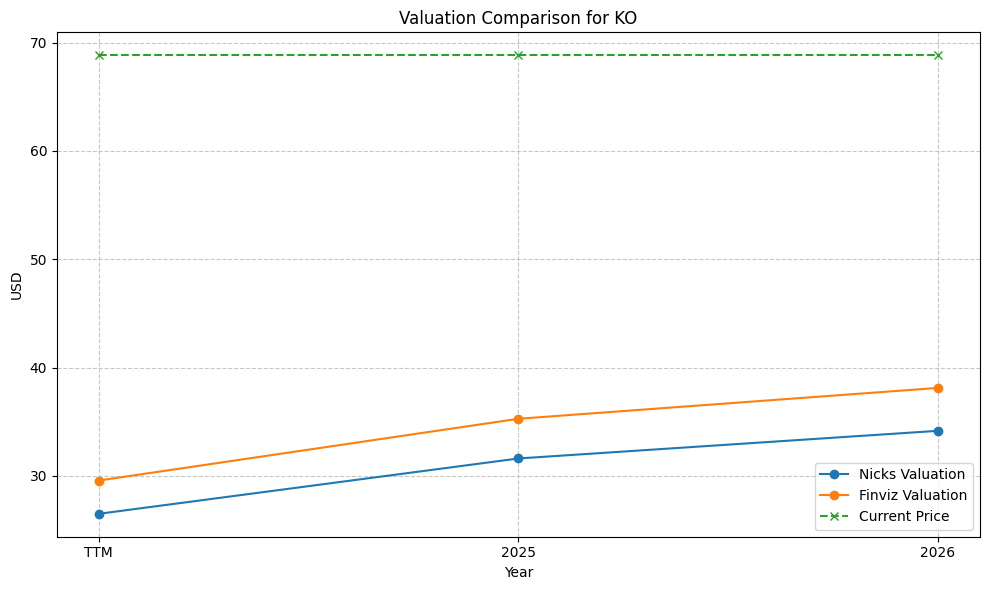 Valuation Comparison for KO
70
60
50
40
30
USD
TTM
2025
2026
Year
Nicks Valuation
Finviz Valuation
Current Price